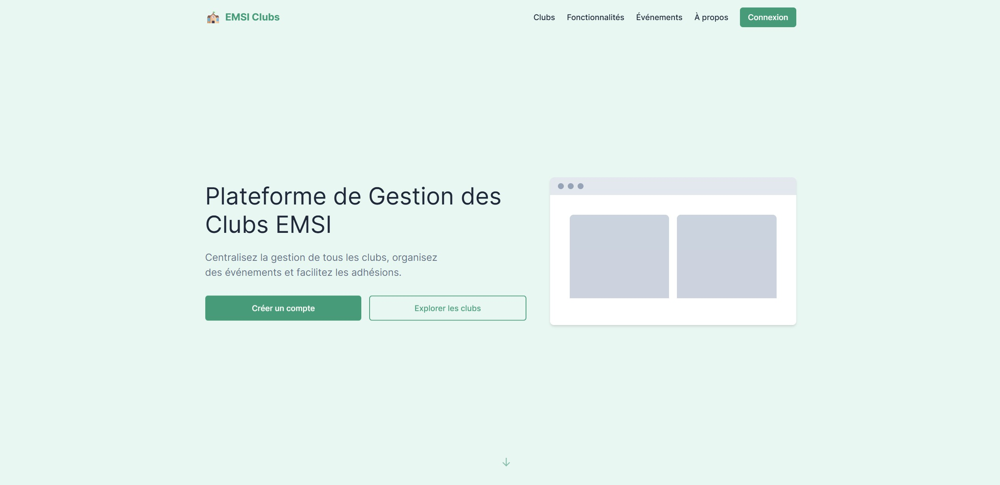 EMSI Clubs
Clubs
Fonctionnalités
Événements
À propos
Connexion
Plateforme de Gestion des
Clubs EMSI
Centralisez la gestion de tous les clubs, organisez
des événements et facilitez les adhésions.
Créer un compte
Explorer les clubs